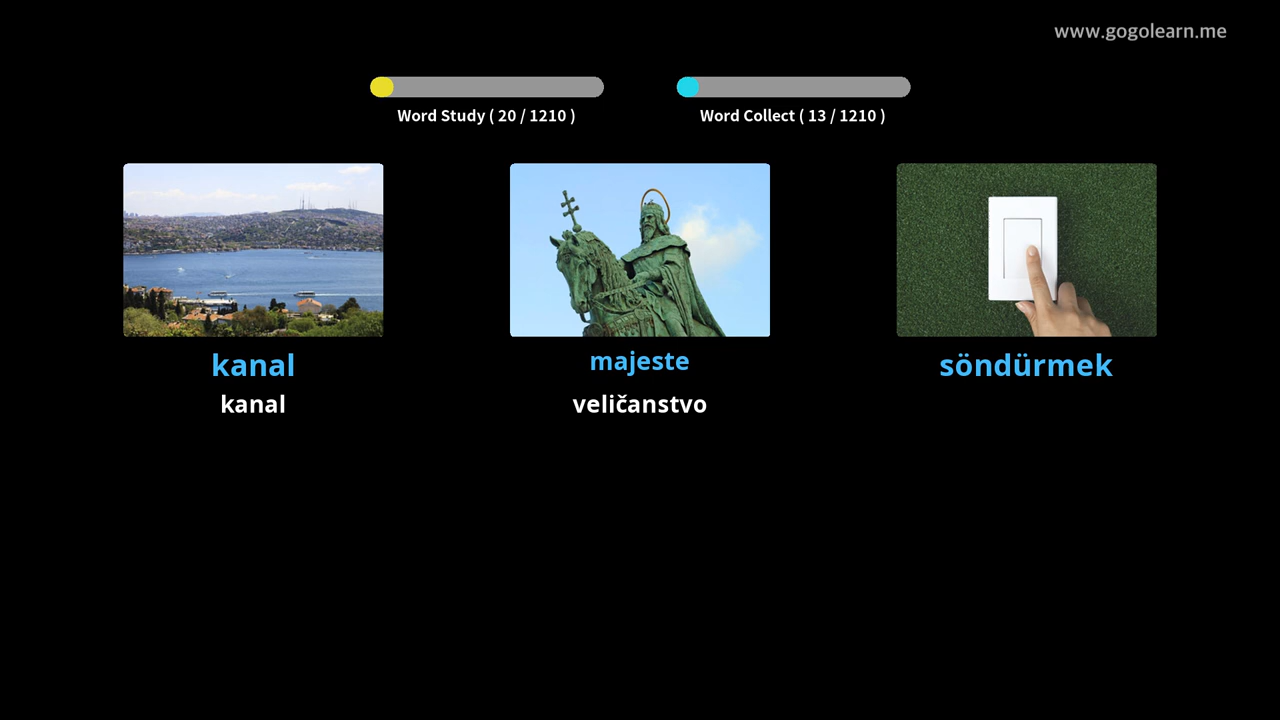 www.gogolearn.me
Word Study ( 20 / 1210 )
Word Collect ( 13 / 1210 )
kanal
majeste
söndürmek
kanal
veličanstvo